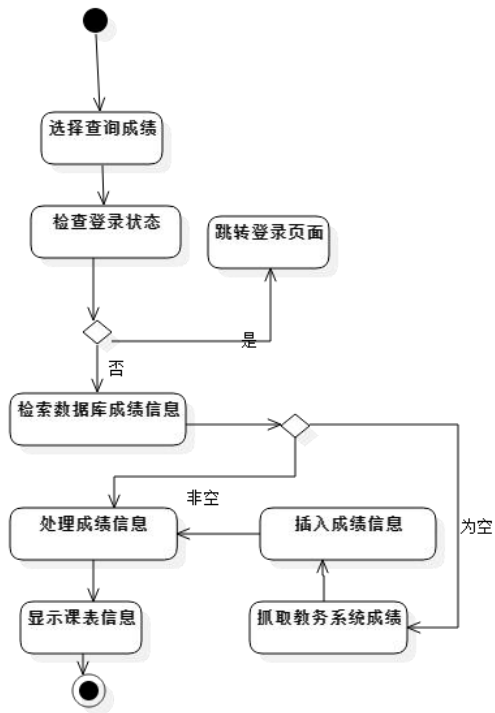 选择查询成绩
检查登录状态
跳转登录页面
是
否
检索数据库成绩信息
非空
为空
处理成绩信息
插入成绩信息
显示课表信息
抓取教务系统成绩